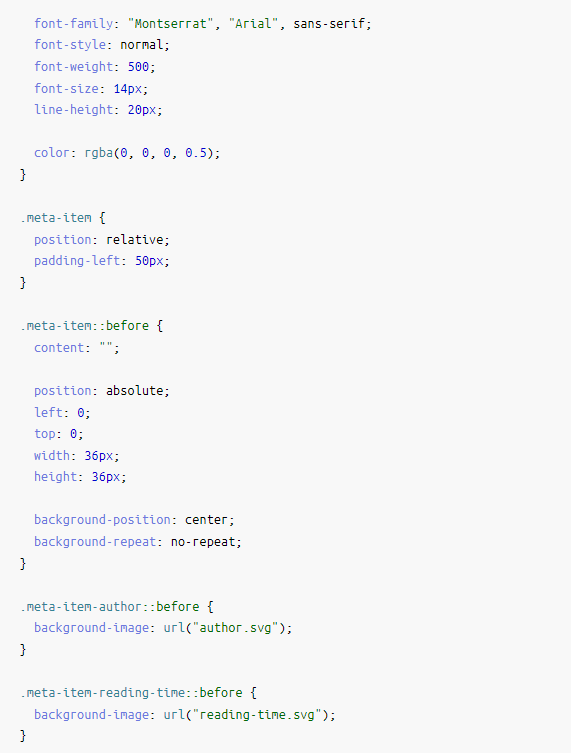 font-family: "Montserrat", "Arial", sans-serif;
font-style: normal;
font-weight: 500;
font-size: 14px;
line-height: 20px;
color: rgba(0, 0, 0, 0.5);
}
.meta-item {
position: relative;
padding-left: 50px;
}
.meta-item::before {
content: "";
position: absolute;
left: 0;
top: 0;
width: 36px;
height: 36px;
background-position: center;
background-repeat: no-repeat;
}
.meta-item-author::before {
background-image: url("author.svg");
}
.meta-item-reading-time::before {
background-image: url("reading-time.svg");
}